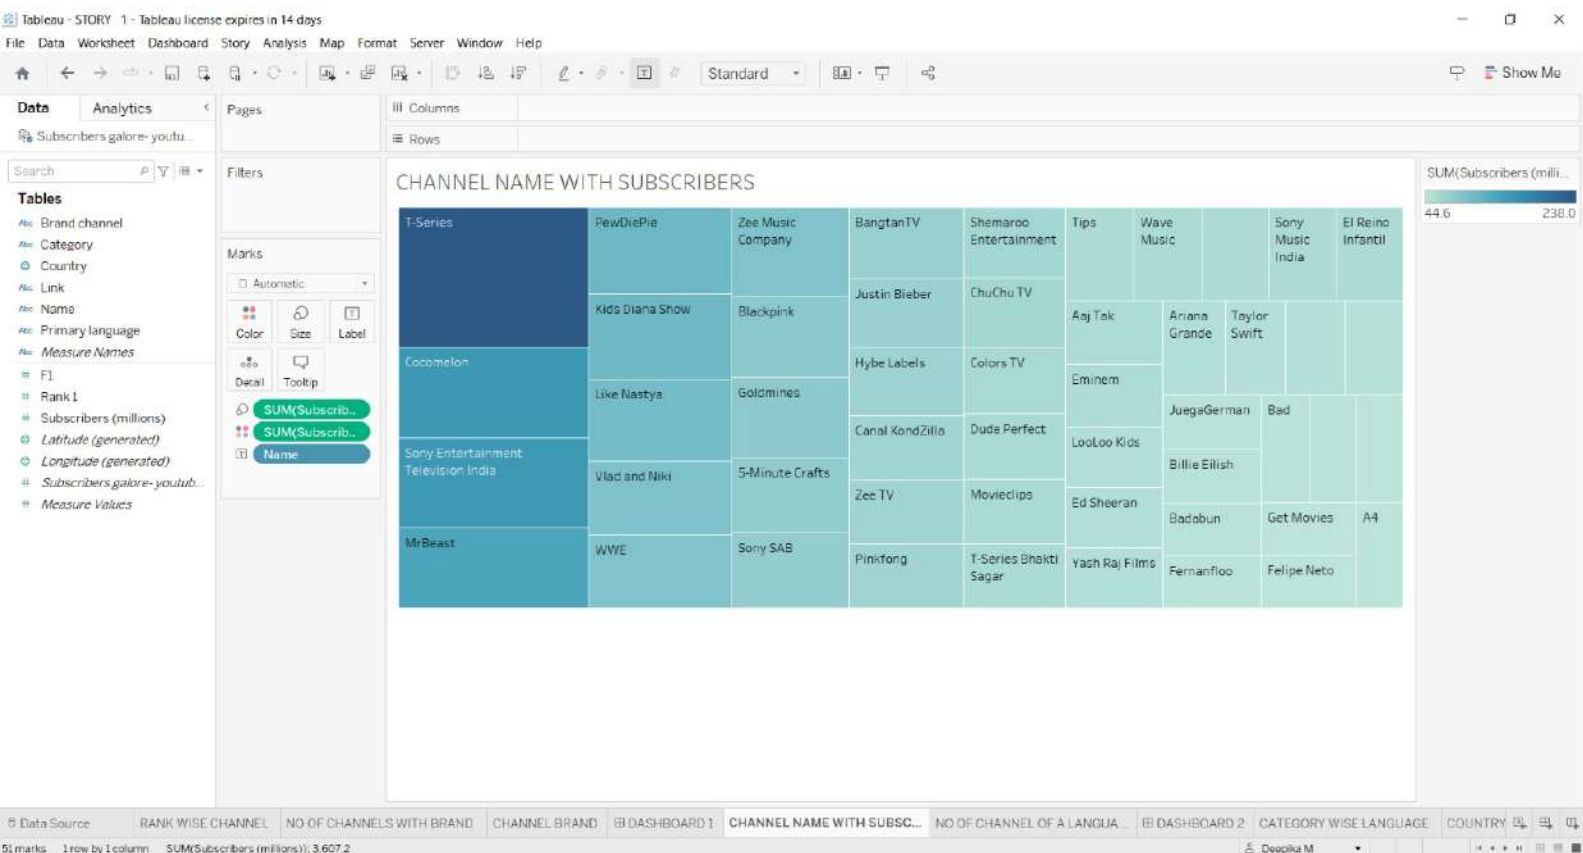 Tableau - STORY 1 - Tableau license expires in 14 days
File Data Worksheet Dashboard Story Analysis Map Format Server Window Help
Standard
Show Me
Data Analytics
Subscribers galore- youtu...
Search
Tables
Abc Brand channel
Abc Category
Country
Abc Link
Abc Name
Abc Primary language
Abc Measure Names
# F1
# Rank1
# Subscribers (millions)
Latitude (generated)
Longitude (generated)
# Subscribers galore- youtub...
# Measure Values
Pages
Filters
Marks
Automatic
Color Size Label
Detail Tooltip
SUM(Subscrib..
SUM(Subscrib..
Name
Columns
Rows
CHANNEL NAME WITH SUBSCRIBERS
T-Series
Cocomelon
Sony Entertainment
Television India
MrBeast
PewDiePie
Kids Diana Show
Like Nastya
Vlad and Niki
WWE
Zee Music
Company
Blackpink
Goldmines
5-Minute Crafts
Sony SAB
BangtanTV
Justin Bieber
Hybe Labels
Canal KondZilla
Zee TV
Pinkfong
Shemaroo
Entertainment
ChuChu TV
Colors TV
Dude Perfect
Movieclips
T-Series Bhakti
Sagar
Tips
Aaj Tak
Eminem
LooLoo Kids
Ed Sheeran
Yash Raj Films
Wave
Music
Sony
Music
India
El Reino
Infantil
Ariana
Grande
Taylor
Swift
JuegaGerman
Billie Eilish
Badabun
Fernanfloo
Bad
Get Movies
Felipe Neto
A4
SUM(Subscribers (milli...
44.6 238.0
Data Source RANK WISE CHANNEL NO OF CHANNELS WITH BRAND CHANNEL BRAND DASHBOARD 1 CHANNEL NAME WITH SUBSC... NO OF CHANNEL OF A LANGUA... DASHBOARD 2 CATEGORY WISE LANGUAGE COUNTRY
51 marks 1 row by 1 column SUM(Subscribers (millions)): 3,607.2
Deepika M